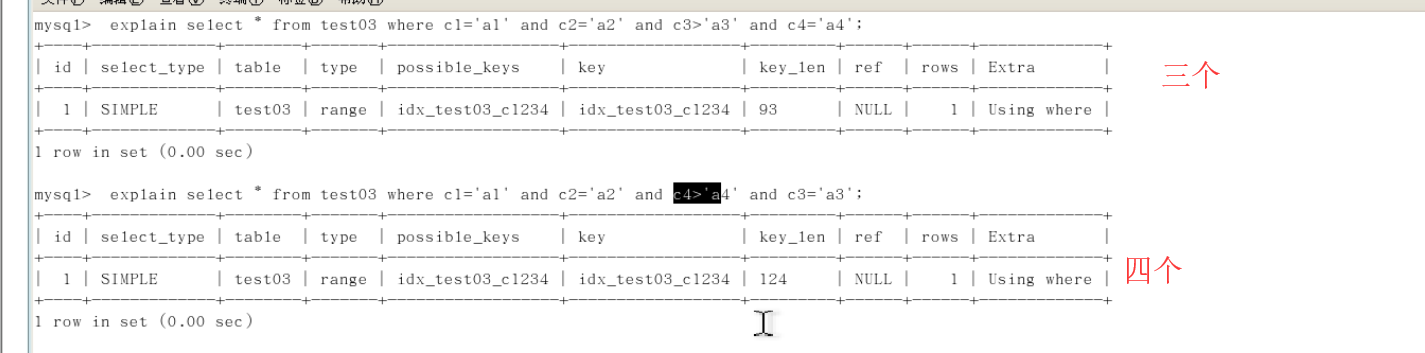 mysql> explain select * from test03 where c1='a1' and c2='a2' and c3>'a3' and c4='a4';
+----+-------------+--------+-------+------------------+------------------+---------+------+------+-------------+
| id | select_type | table | type | possible_keys | key | key_len | ref | rows | Extra |
+----+-------------+--------+-------+------------------+------------------+---------+------+------+-------------+
| 1 | SIMPLE | test03 | range | idx_test03_c1234 | idx_test03_c1234 | 93 | NULL | 1 | Using where |
+----+-------------+--------+-------+------------------+------------------+---------+------+------+-------------+
三个
1 row in set (0.00 sec)
mysql> explain select * from test03 where c1='a1' and c2='a2' and c4>'a4' and c3='a3';
+----+-------------+--------+-------+------------------+------------------+---------+------+------+-------------+
| id | select_type | table | type | possible_keys | key | key_len | ref | rows | Extra |
+----+-------------+--------+-------+------------------+------------------+---------+------+------+-------------+
| 1 | SIMPLE | test03 | range | idx_test03_c1234 | idx_test03_c1234 | 124 | NULL | 1 | Using where |
+----+-------------+--------+-------+------------------+------------------+---------+------+------+-------------+
四个
1 row in set (0.00 sec)